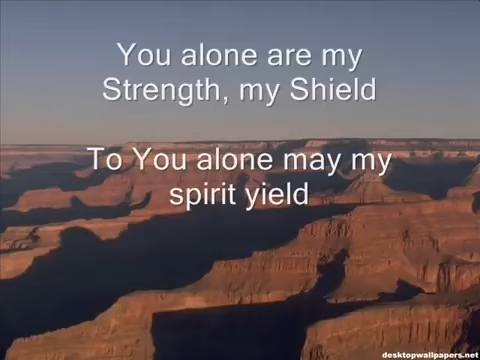 You alone are my
Strength, my Shield
To You alone may my
spirit yield
desktopwallpapers.net